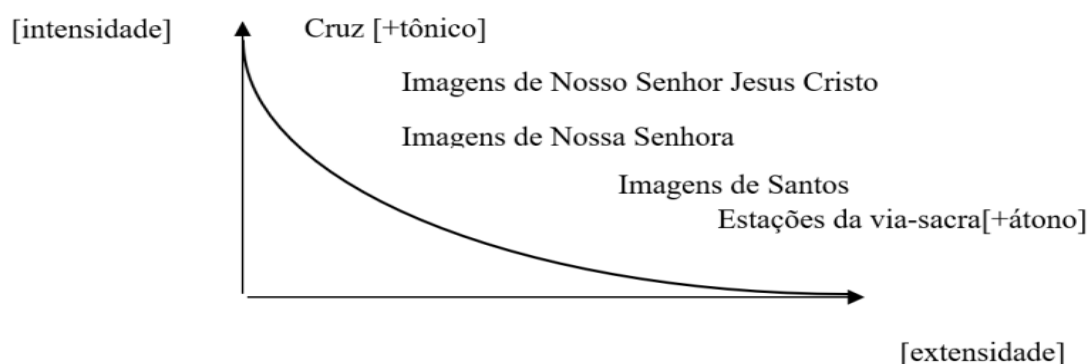 [intensidade] Cruz [+tônico]
Imagens de Nosso Senhor Jesus Cristo
Imagens de Nossa Senhora
Imagens de Santos
Estações da via-sacra[+átono]
[extensidade]